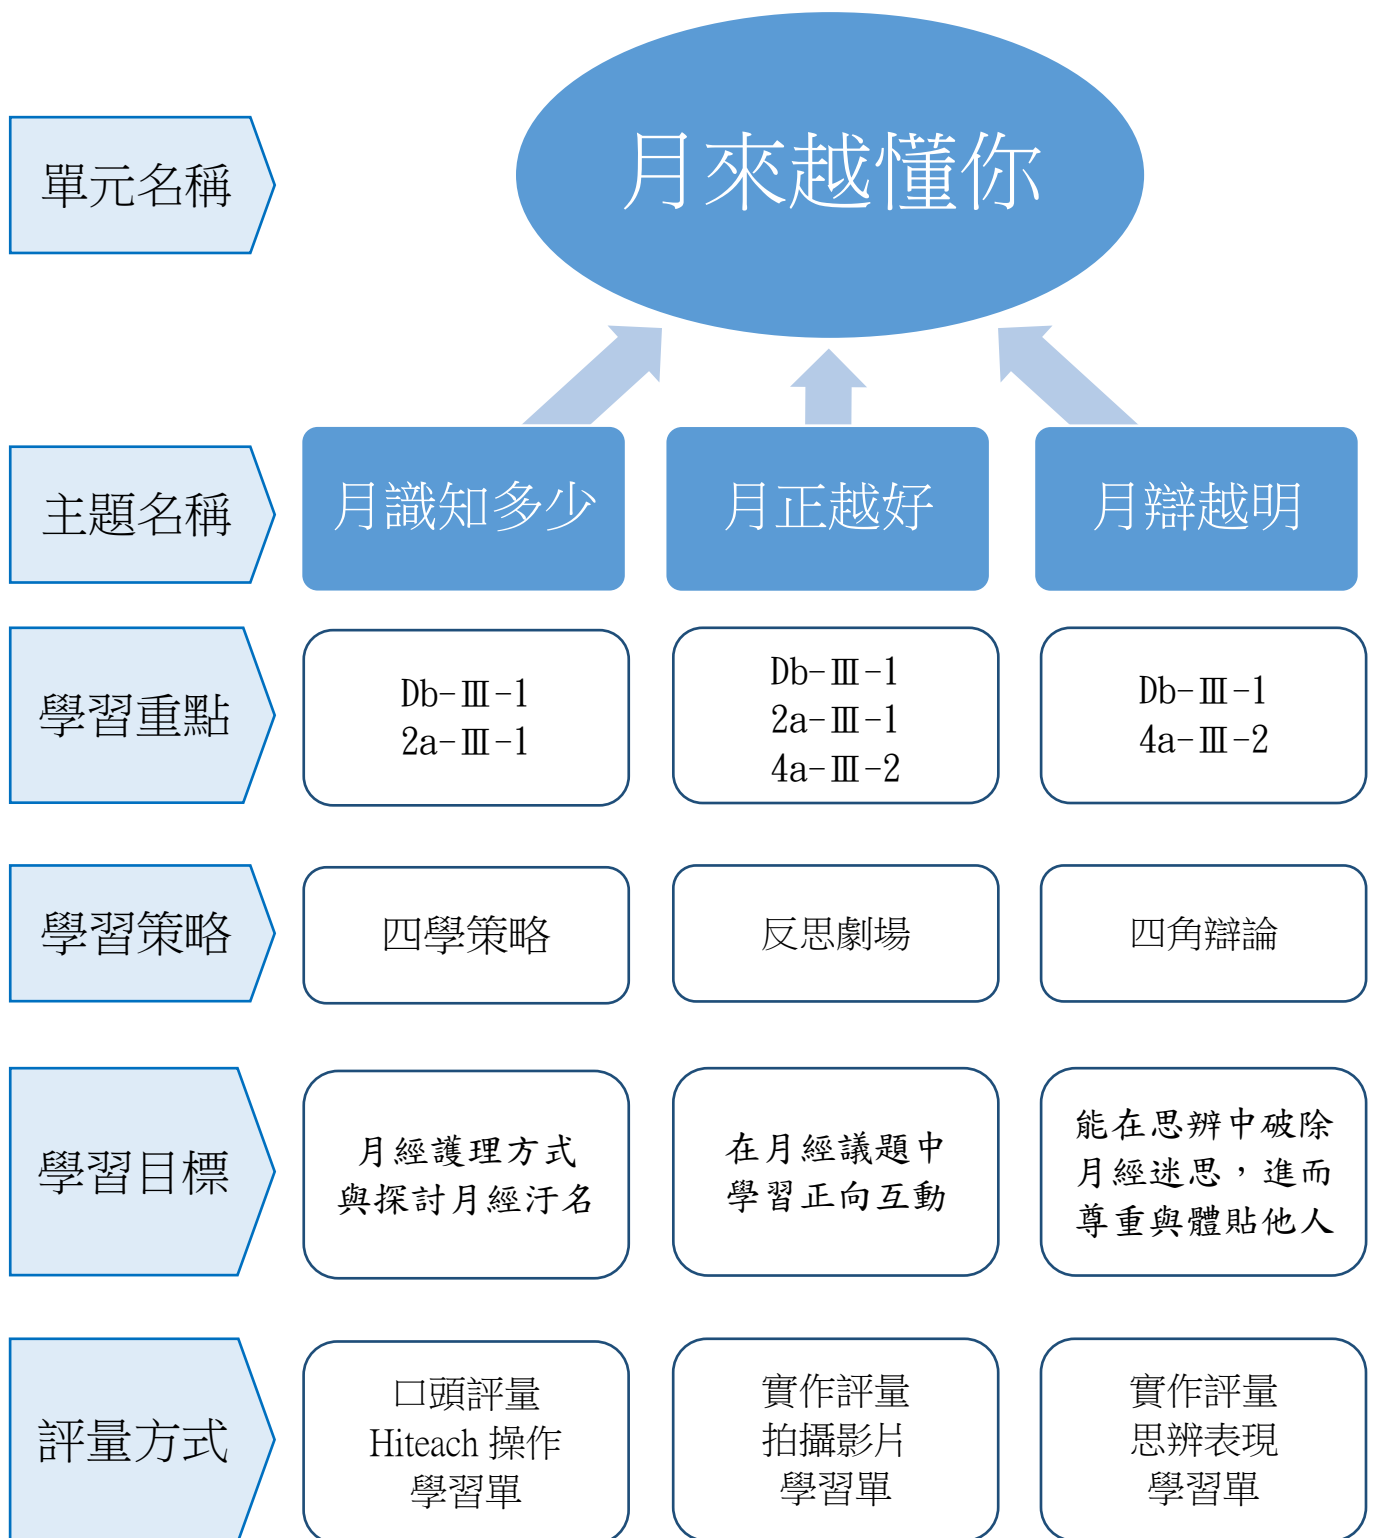 單元名稱
月來越懂你
主題名稱
月識知多少
月正越好
月辯越明
學習重點
Db-Ⅲ-1
2a-Ⅲ-1
Db-Ⅲ-1
2a-Ⅲ-1
4a-Ⅲ-2
Db-Ⅲ-1
4a-Ⅲ-2
學習策略
四學策略
反思劇場
四角辯論
學習目標
月經護理方式
與探討月經汙名
在月經議題中
學習正向互動
能在思辨中破除
月經迷思，進而
尊重與體貼他人
評量方式
口頭評量
Hiteach 操作
學習單
實作評量
拍攝影片
學習單
實作評量
思辨表現
學習單